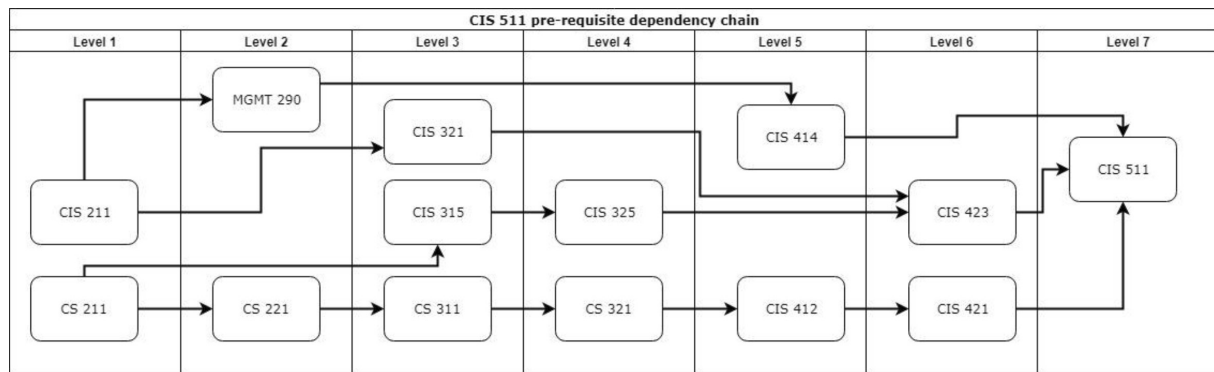 CIS 511 pre-requisite dependency chain
Level 1 Level 2 Level 3 Level 4 Level 5 Level 6 Level 7
MGMT 290
CIS 321
CIS 414
CIS 511
CIS 211
CIS 315
CIS 325
CIS 423
CS 211
CS 221
CS 311
CS 321
CIS 412
CIS 421